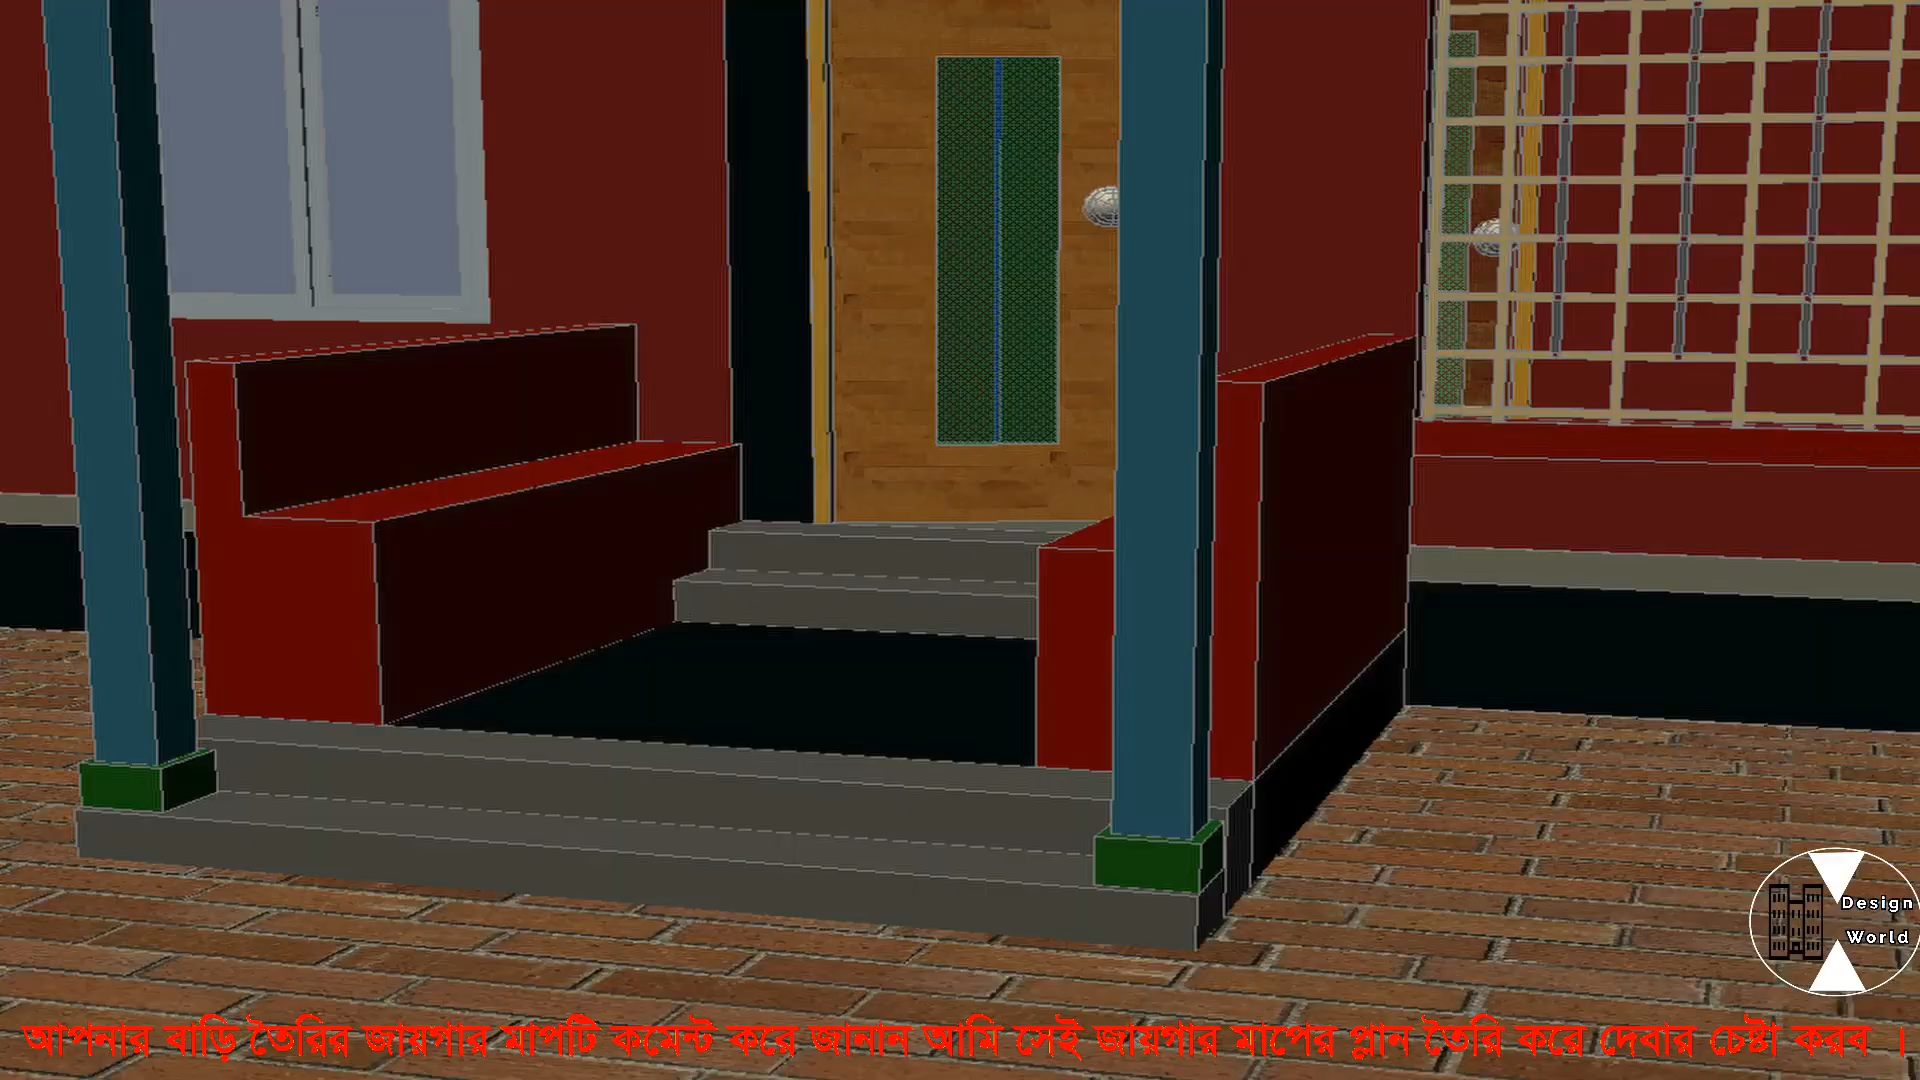 Design
World
আপনার বাড়ি তৈরির জায়গার মাপটি কমেন্ট করে জানান আমি সেই জায়গার মাপের প্লান তৈরি করে দেবার চেষ্টা করব ।